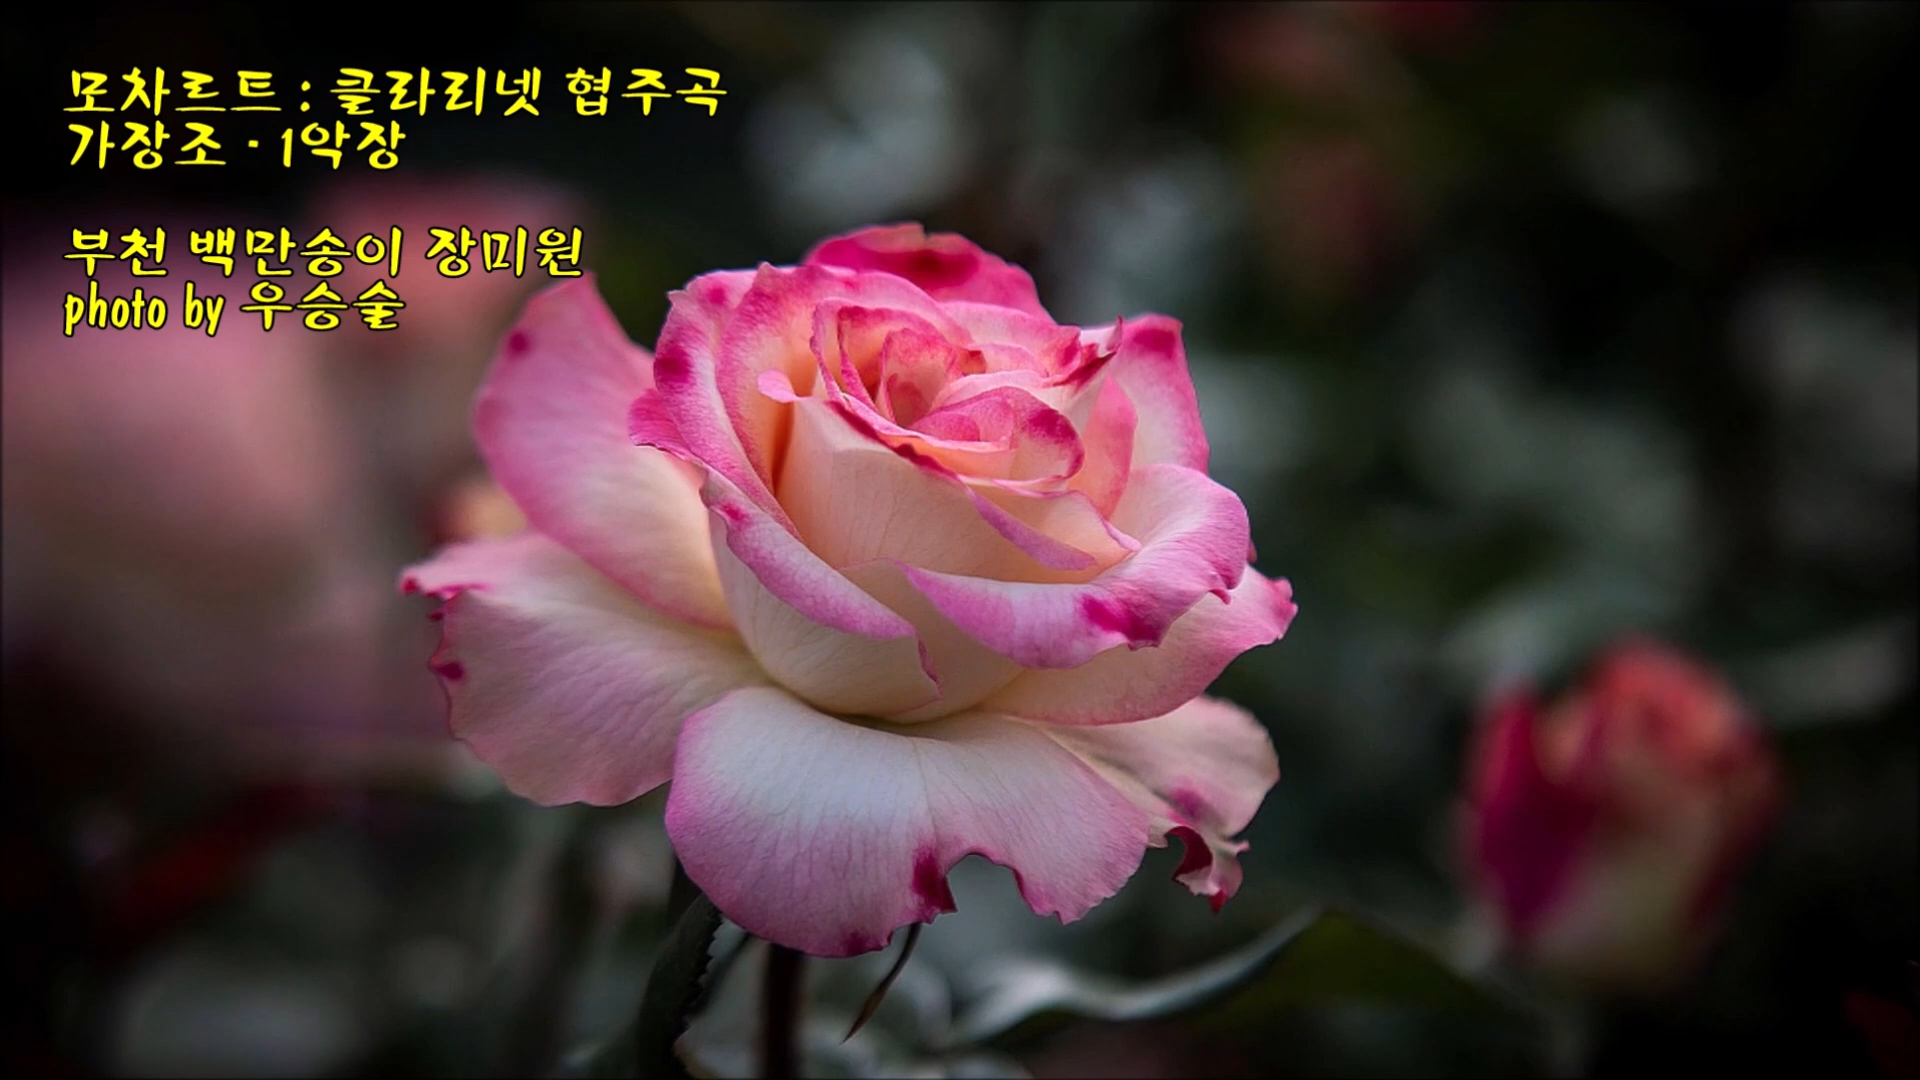 모차르트 : 클라리넷 협주곡
가장조 · 1악장
부천 백만송이 장미원
photo by 우승술